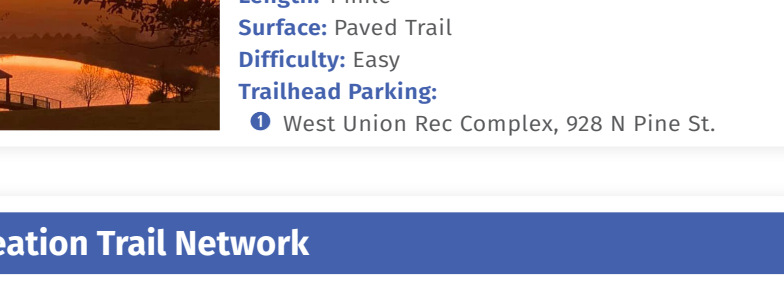 Surface: Paved Trail
Difficulty: Easy
Trailhead Parking:
1 West Union Rec Complex, 928 N Pine St.
eation Trail Network